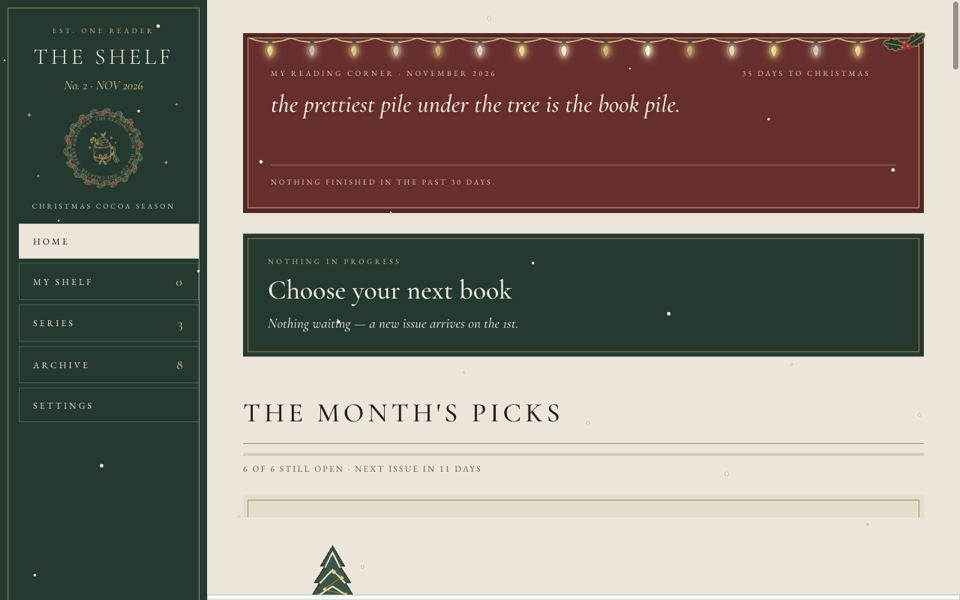 EST. ONE READER
THE SHELF
No. 2 · NOV 2026
CHRISTMAS COCOA SEASON
HOME
MY SHELF 0
SERIES 3
ARCHIVE 8
SETTINGS
MY READING CORNER · NOVEMBER 2026
35 DAYS TO CHRISTMAS
the prettiest pile under the tree is the book pile.
NOTHING FINISHED IN THE PAST 30 DAYS.
NOTHING IN PROGRESS
Choose your next book
Nothing waiting — a new issue arrives on the 1st.
THE MONTH'S PICKS
6 OF 6 STILL OPEN · NEXT ISSUE IN 11 DAYS